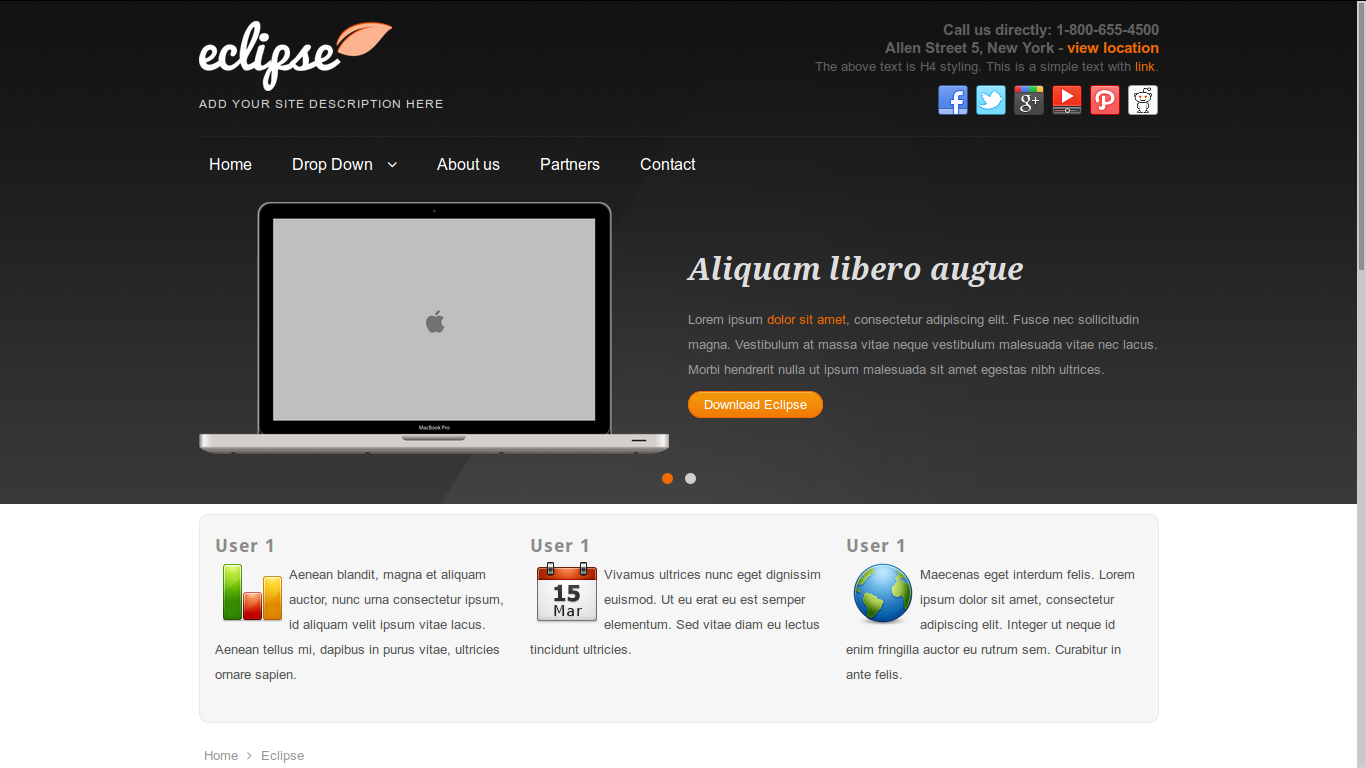 eclipse
ADD YOUR SITE DESCRIPTION HERE
Call us directly: 1-800-655-4500
Allen Street 5, New York - view location
The above text is H4 styling. This is a simple text with link.
Home
Drop Down
About us
Partners
Contact
MacBook Pro
Aliquam libero augue
Lorem ipsum dolor sit amet, consectetur adipiscing elit. Fusce nec sollicitudin
magna. Vestibulum at massa vitae neque vestibulum malesuada vitae nec lacus.
Morbi hendrerit nulla ut ipsum malesuada sit amet egestas nibh ultrices.
Download Eclipse
User 1
Aenean blandit, magna et aliquam
auctor, nunc urna consectetur ipsum,
id aliquam velit ipsum vitae lacus.
Aenean tellus mi, dapibus in purus vitae, ultricies
ornare sapien.
User 1
15
Mar
Vivamus ultrices nunc eget dignissim
euismod. Ut eu erat eu est semper
elementum. Sed vitae diam eu lectus
tincidunt ultricies.
User 1
Maecenas eget interdum felis. Lorem
ipsum dolor sit amet, consectetur
adipiscing elit. Integer ut neque id
enim fringilla auctor eu rutrum sem. Curabitur in
ante felis.
Home > Eclipse